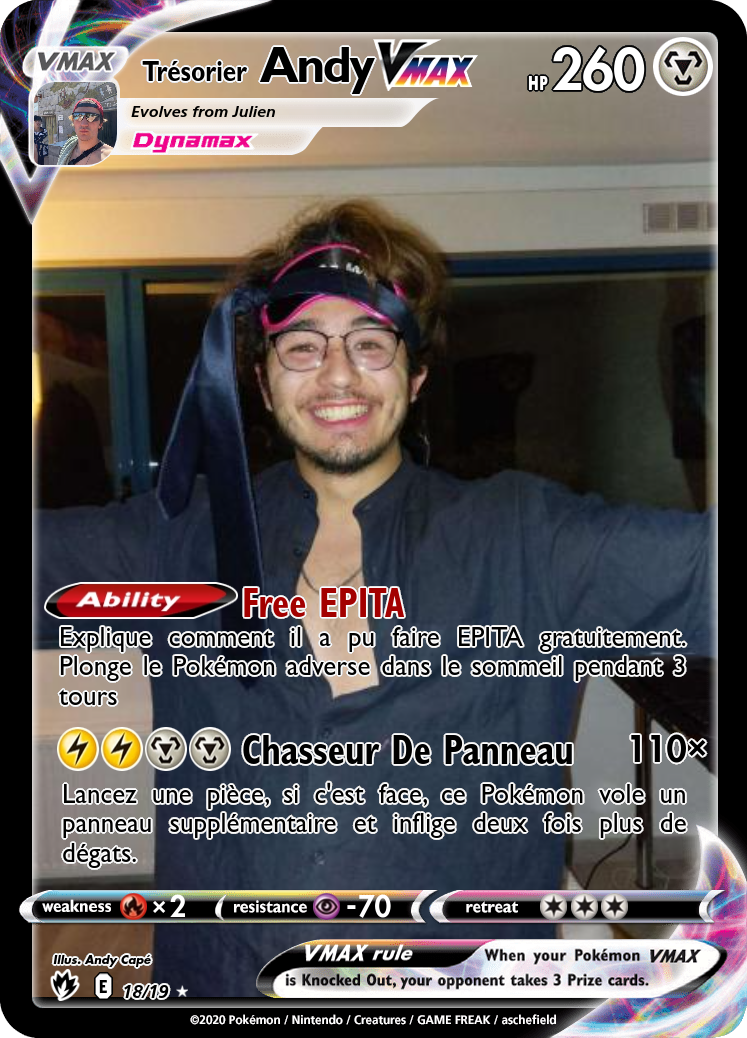 VMAX
Trésorier Andy VMAX HP 260
Evolves from Julien
Dynamax
Ability Free EPITA
Explique comment il a pu faire EPITA gratuitement.
Plonge le Pokémon adverse dans le sommeil pendant 3
tours
Chasseur De Panneau 110×
Lancez une pièce, si c'est face, ce Pokémon vole un
panneau supplémentaire et inflige deux fois plus de
dégats.
weakness ×2 resistance -70 retreat
Illus. Andy Capé
VMAX rule When your Pokémon VMAX
is Knocked Out, your opponent takes 3 Prize cards.
E 18/19 ★
©2020 Pokémon / Nintendo / Creatures / GAME FREAK / aschefield